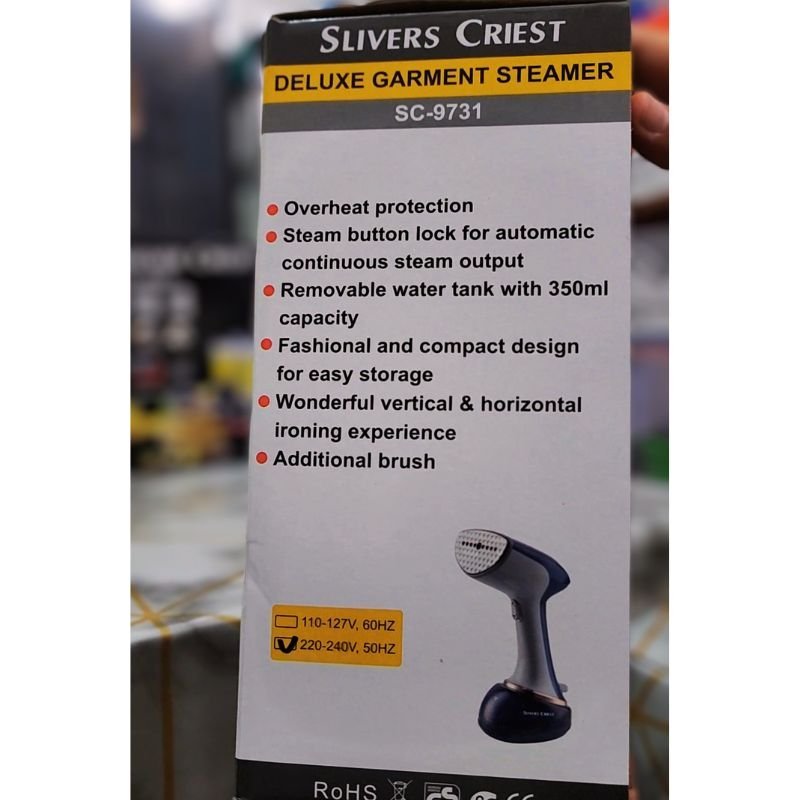 SLIVERS CRIEST
DELUXE GARMENT STEAMER
SC-9731
Overheat protection
Steam button lock for automatic
continuous steam output
Removable water tank with 350ml
capacity
Fashional and compact design
for easy storage
Wonderful vertical & horizontal
ironing experience
Additional brush
110-127V, 60HZ
220-240V, 50HZ
SLIVERS CRIEST
RoHS GS CE